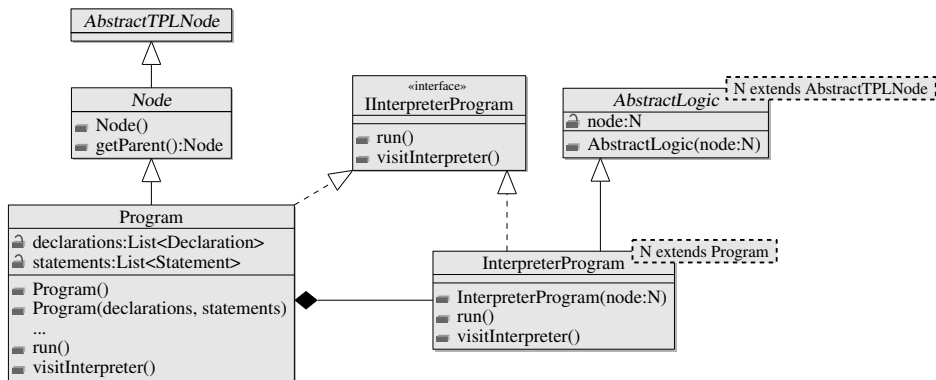 AbstractTPLNode
Node
Node()
getParent():Node
«interface»
IInterpreterProgram
run()
visitInterpreter()
N extends AbstractTPLNode
AbstractLogic
node:N
AbstractLogic(node:N)
Program
declarations:List<Declaration>
statements:List<Statement>
Program()
Program(declarations, statements)
...
run()
visitInterpreter()
N extends Program
InterpreterProgram
InterpreterProgram(node:N)
run()
visitInterpreter()